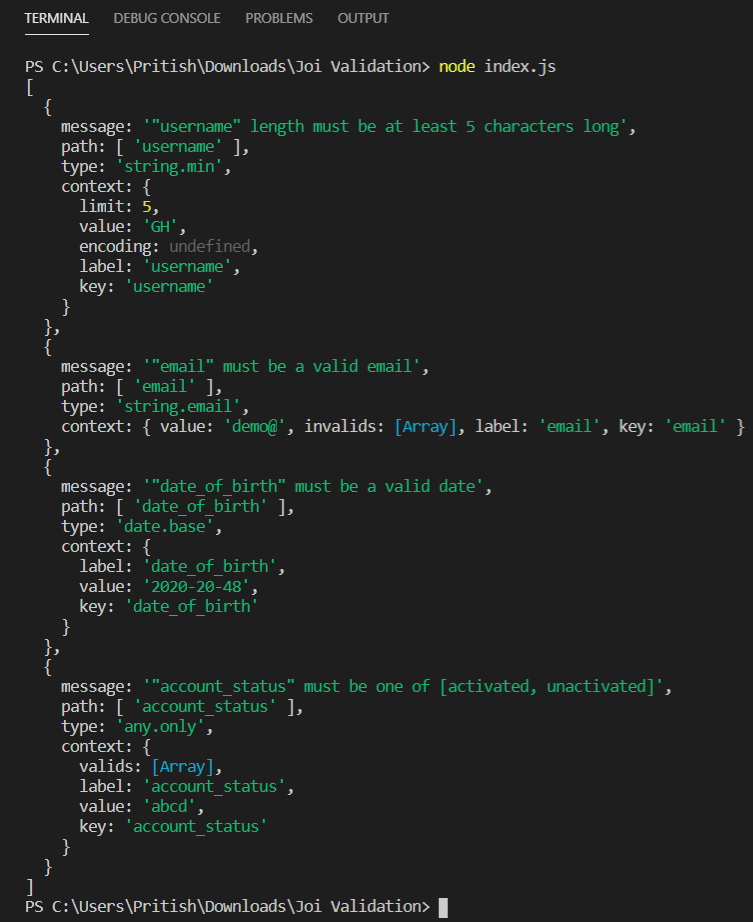 TERMINAL DEBUG CONSOLE PROBLEMS OUTPUT
PS C:\Users\Pritish\Downloads\Joi Validation> node index.js
[
  {
    message: '"username" length must be at least 5 characters long',
    path: [ 'username' ],
    type: 'string.min',
    context: {
      limit: 5,
      value: 'GH',
      encoding: undefined,
      label: 'username',
      key: 'username'
    }
  },
  {
    message: '"email" must be a valid email',
    path: [ 'email' ],
    type: 'string.email',
    context: { value: 'demo@', invalids: [Array], label: 'email', key: 'email' }
  },
  {
    message: '"date_of_birth" must be a valid date',
    path: [ 'date_of_birth' ],
    type: 'date.base',
    context: {
      label: 'date_of_birth',
      value: '2020-20-48',
      key: 'date_of_birth'
    }
  },
  {
    message: '"account_status" must be one of [activated, unactivated]',
    path: [ 'account_status' ],
    type: 'any.only',
    context: {
      valids: [Array],
      label: 'account_status',
      value: 'abcd',
      key: 'account_status'
    }
  }
]
PS C:\Users\Pritish\Downloads\Joi Validation>